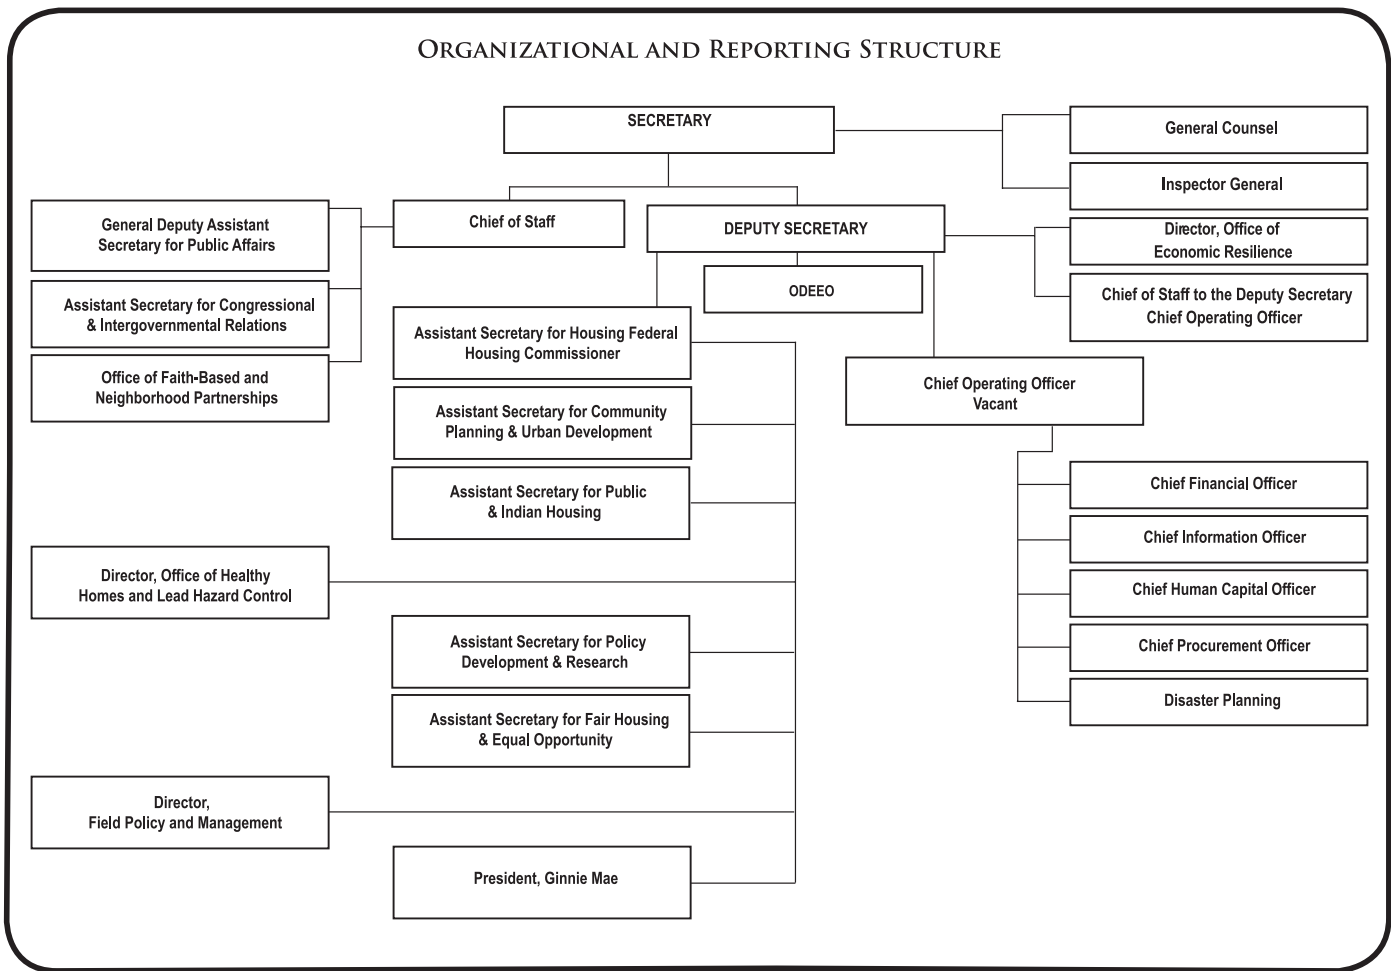 ORGANIZATIONAL AND REPORTING STRUCTURE
SECRETARY
General Counsel
Inspector General
General Deputy Assistant
Secretary for Public Affairs
Chief of Staff
DEPUTY SECRETARY
Director, Office of
Economic Resilience
ODEEO
Chief of Staff to the Deputy Secretary
Chief Operating Officer
Assistant Secretary for Congressional
& Intergovernmental Relations
Assistant Secretary for Housing Federal
Housing Commissioner
Office of Faith-Based and
Neighborhood Partnerships
Chief Operating Officer
Vacant
Assistant Secretary for Community
Planning & Urban Development
Assistant Secretary for Public
& Indian Housing
Chief Financial Officer
Chief Information Officer
Director, Office of Healthy
Homes and Lead Hazard Control
Chief Human Capital Officer
Assistant Secretary for Policy
Development & Research
Chief Procurement Officer
Assistant Secretary for Fair Housing
& Equal Opportunity
Disaster Planning
Director,
Field Policy and Management
President, Ginnie Mae